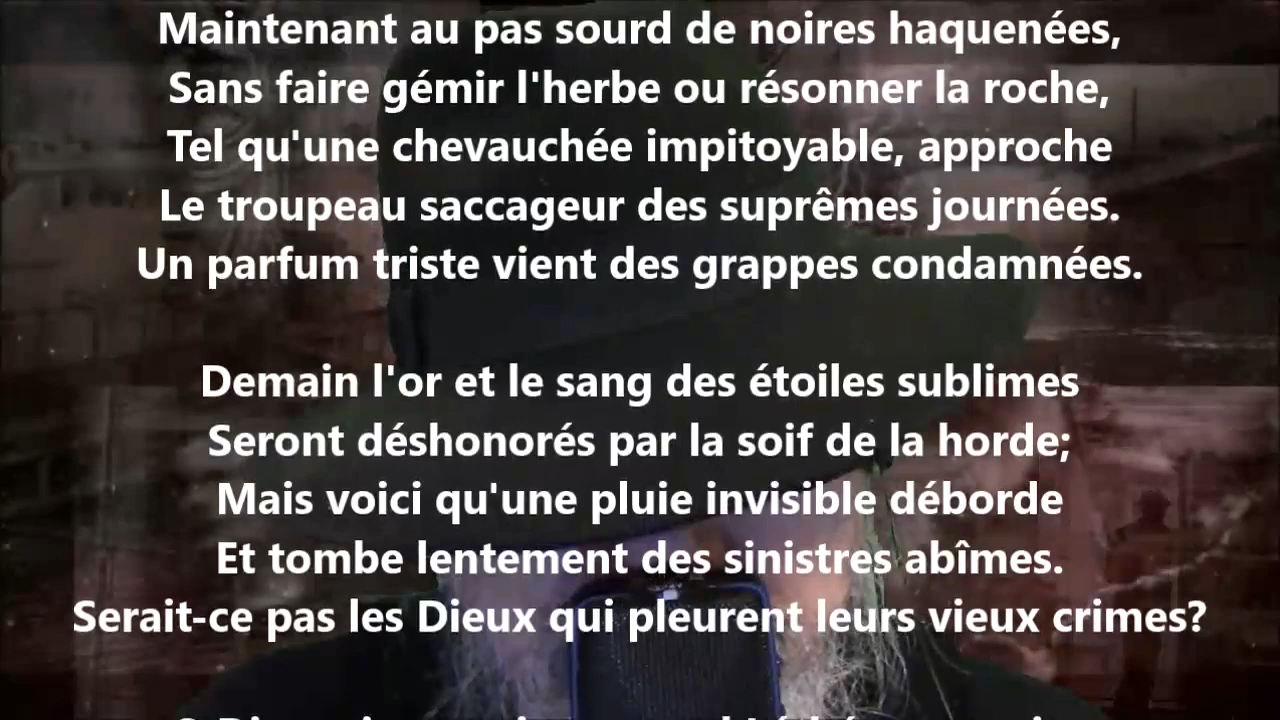 Maintenant au pas sourd de noires haquenées,
Sans faire gémir l'herbe ou résonner la roche,
Tel qu'une chevauchée impitoyable, approche
Le troupeau saccageur des suprêmes journées.
Un parfum triste vient des grappes condamnées.
Demain l'or et le sang des étoiles sublimes
Seront déshonorés par la soif de la horde;
Mais voici qu'une pluie invisible déborde
Et tombe lentement des sinistres abîmes.
Serait-ce pas les Dieux qui pleurent leurs vieux crimes?